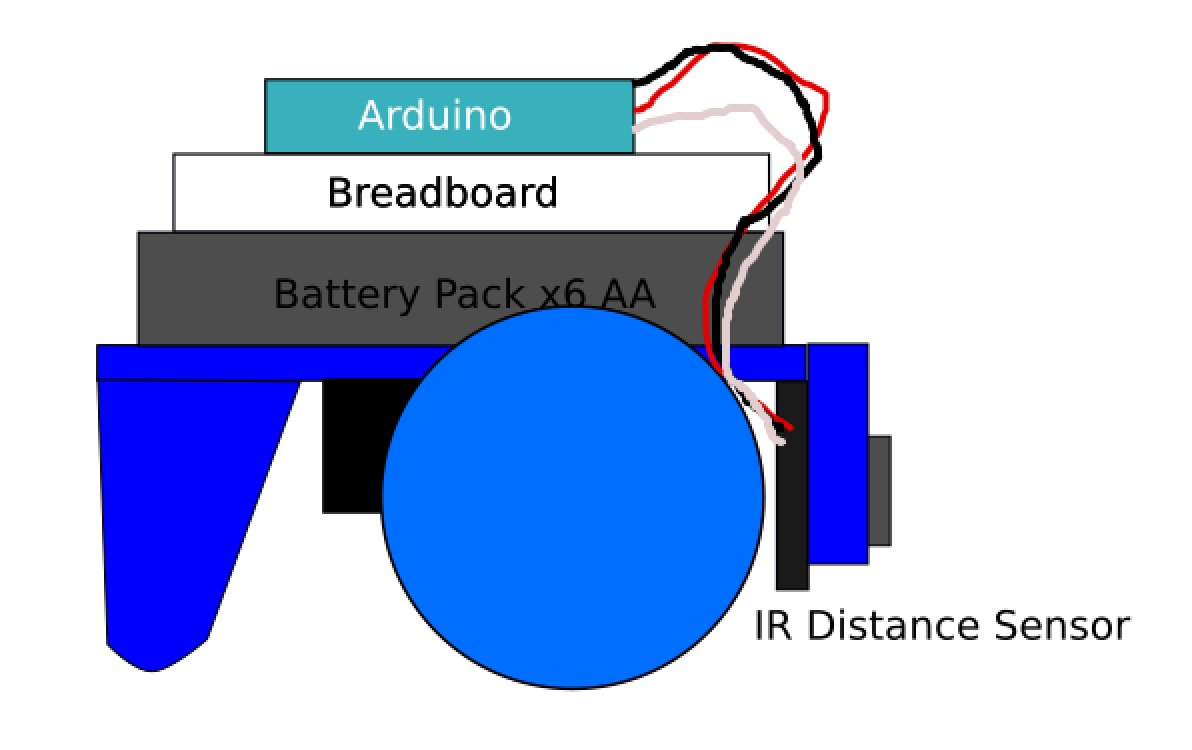 Arduino
Breadboard
Battery Pack x6 AA
IR Distance Sensor